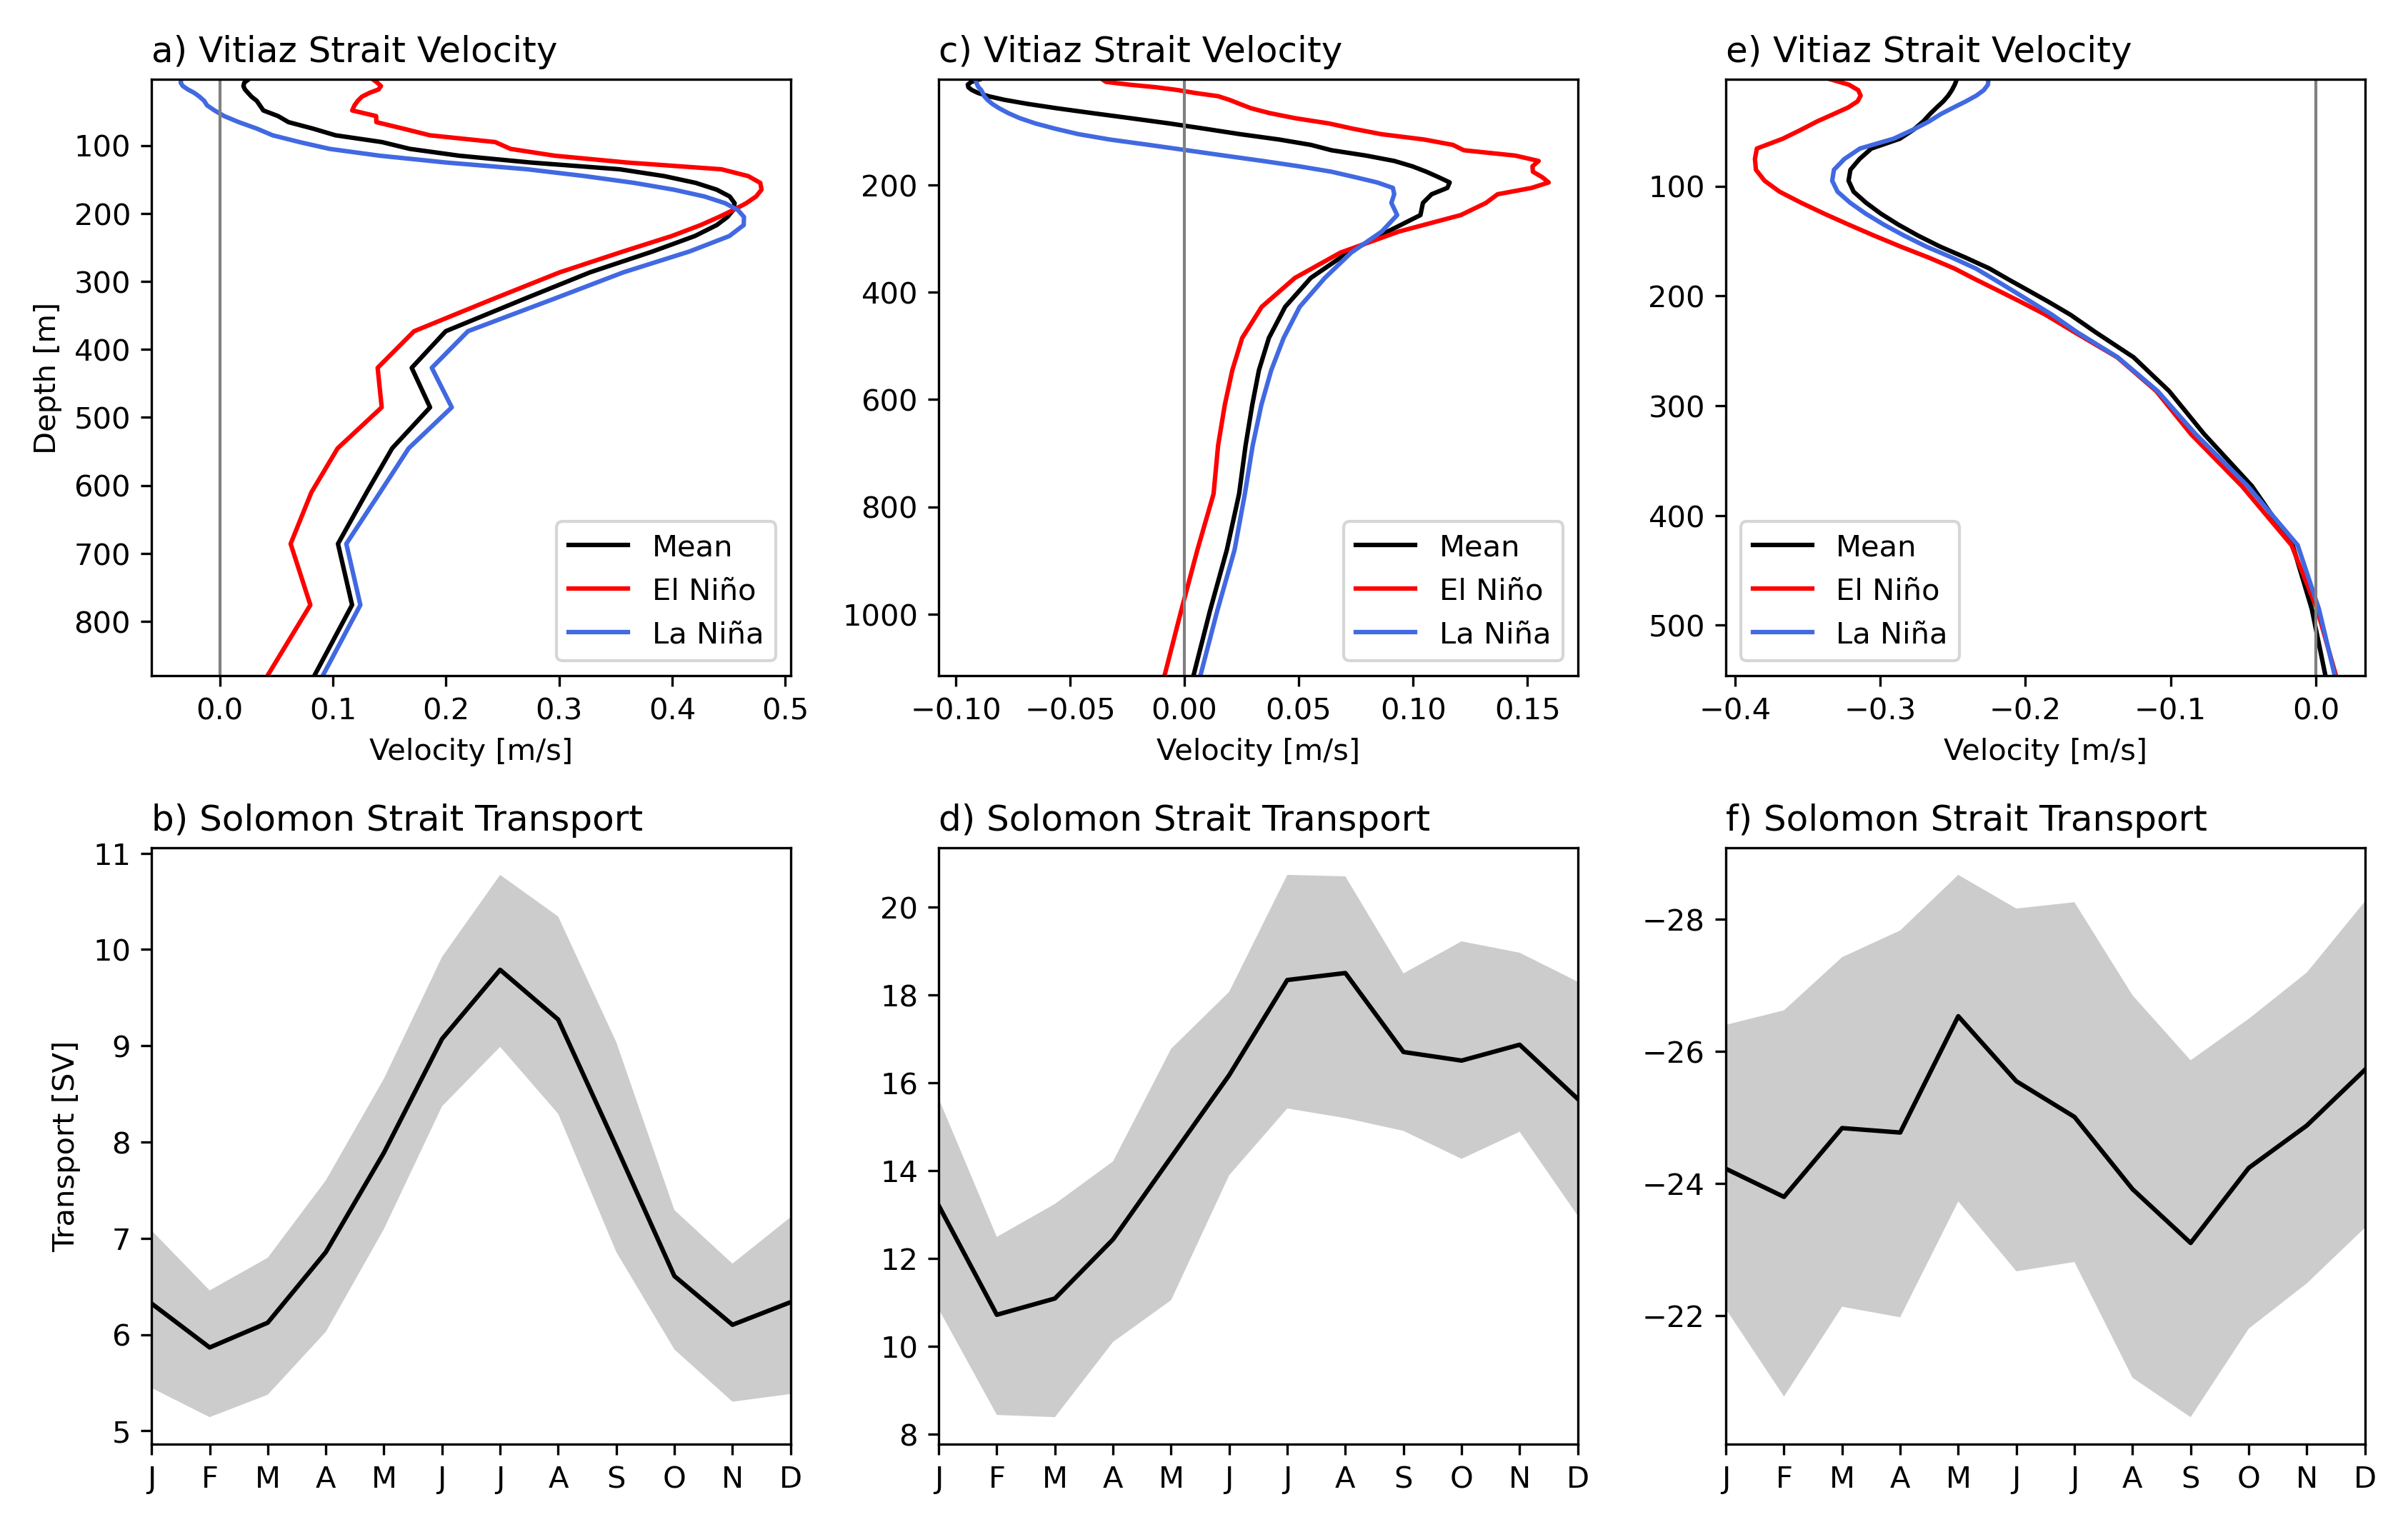 a) Vitiaz Strait Velocity
c) Vitiaz Strait Velocity
e) Vitiaz Strait Velocity
Depth [m]
100
200
300
400
500
600
700
800
0.0 0.1 0.2 0.3 0.4 0.5
Velocity [m/s]
Mean
El Niño
La Niña
200
400
600
800
1000
−0.10 −0.05 0.00 0.05 0.10 0.15
Velocity [m/s]
Mean
El Niño
La Niña
100
200
300
400
500
−0.4 −0.3 −0.2 −0.1 0.0
Velocity [m/s]
Mean
El Niño
La Niña
b) Solomon Strait Transport
d) Solomon Strait Transport
f) Solomon Strait Transport
Transport [SV]
11
10
9
8
7
6
5
J F M A M J J A S O N D
20
18
16
14
12
10
8
J F M A M J J A S O N D
−28
−26
−24
−22
J F M A M J J A S O N D